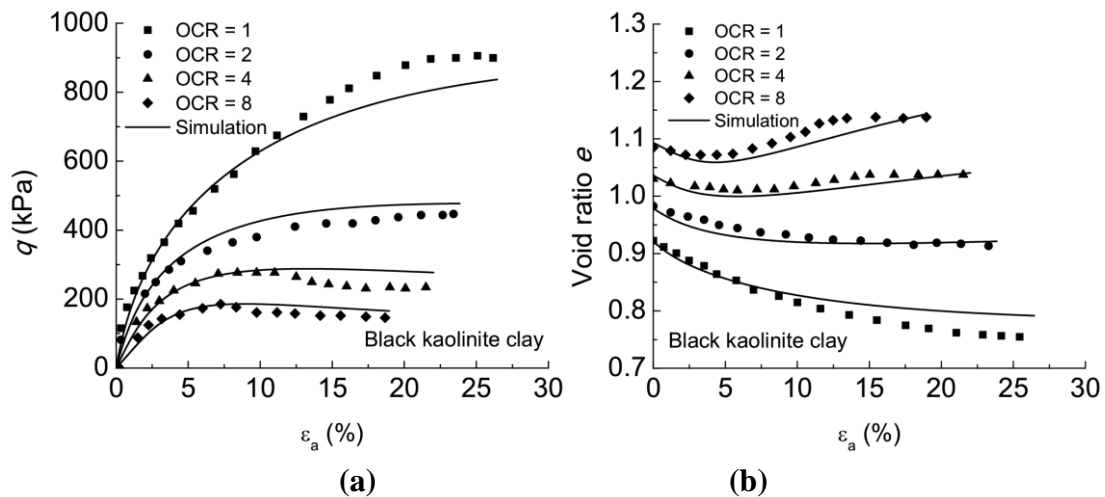 1000
800
600
400
200
0
q (kPa)
OCR = 1
OCR = 2
OCR = 4
OCR = 8
Simulation
Black kaolinite clay
0 5 10 15 20 25 30
εa (%)
(a)
1.3
1.2
1.1
1.0
0.9
0.8
0.7
Void ratio e
OCR = 1
OCR = 2
OCR = 4
OCR = 8
Simulation
Black kaolinite clay
0 5 10 15 20 25 30
εa (%)
(b)